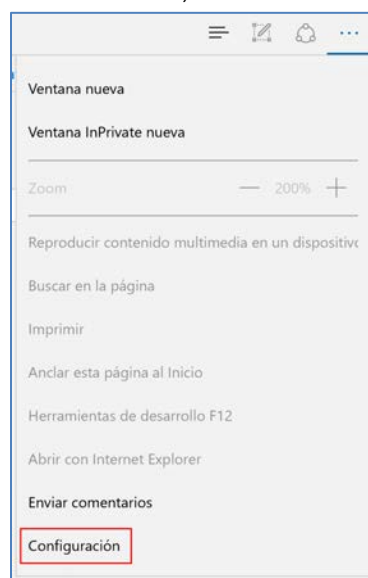 Ventana nueva
Ventana InPrivate nueva
Zoom — 200% +
Reproducir contenido multimedia en un dispositivo
Buscar en la página
Imprimir
Anclar esta página al Inicio
Herramientas de desarrollo F12
Abrir con Internet Explorer
Enviar comentarios
Configuración